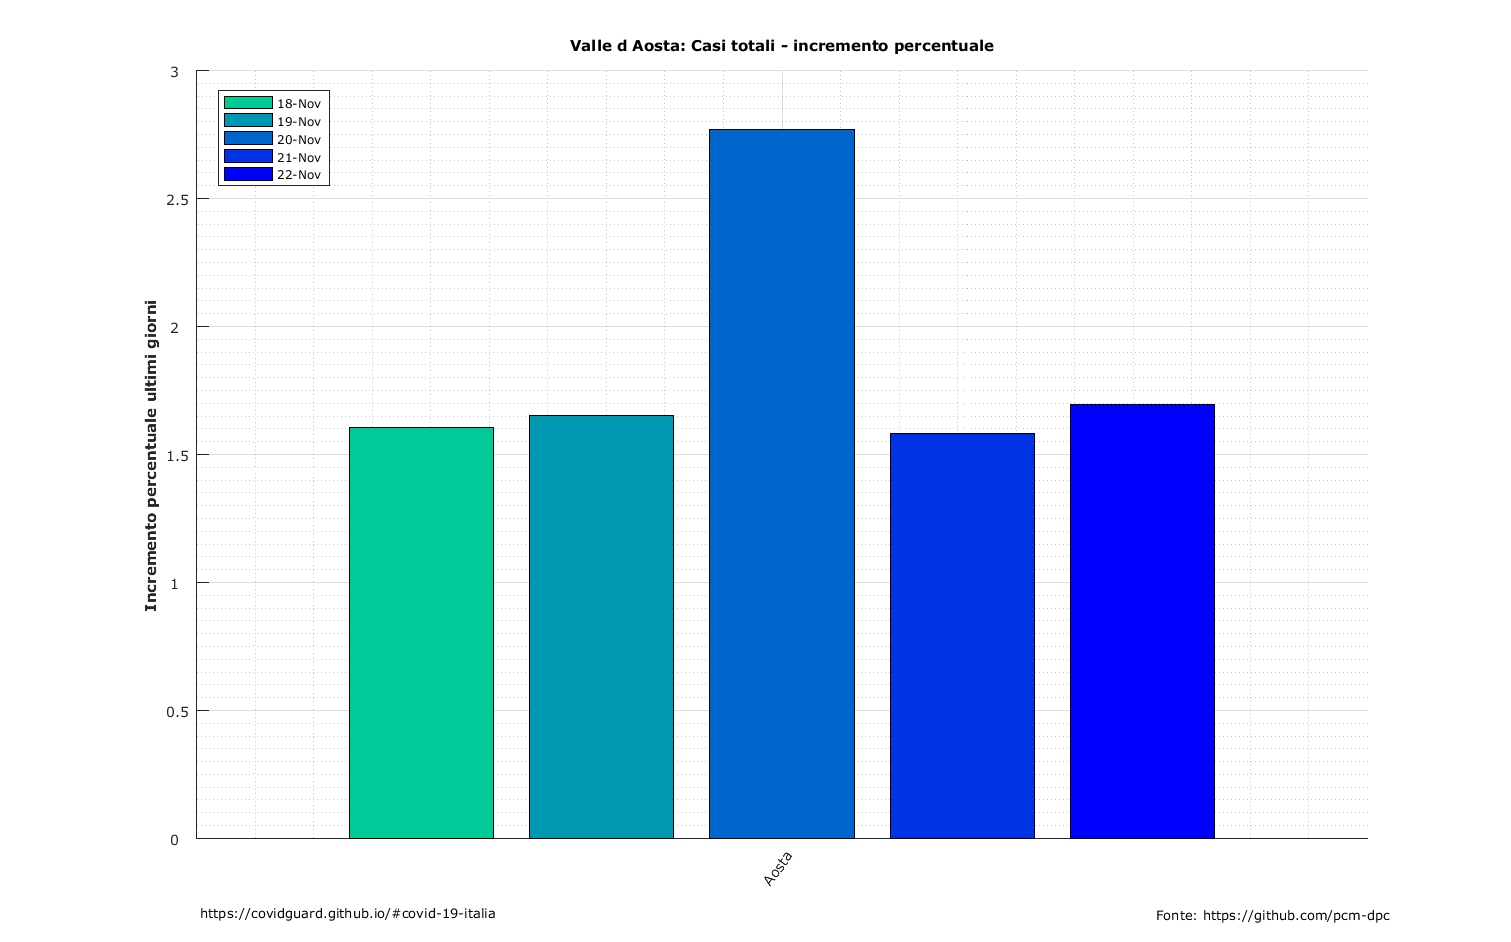 Valle d Aosta: Casi totali - incremento percentuale
3
2.5
2
1.5
1
0.5
0
18-Nov
19-Nov
20-Nov
21-Nov
22-Nov
Incremento percentuale ultimi giorni
Aosta
https://covidguard.github.io/#covid-19-italia
Fonte: https://github.com/pcm-dpc